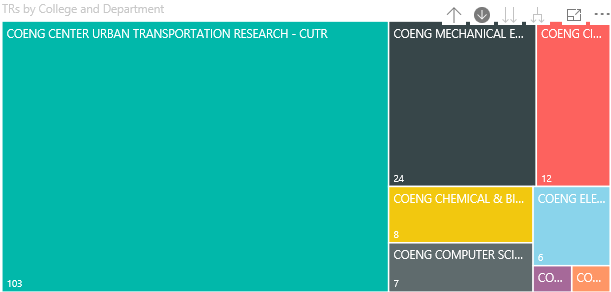 TRs by College and Department
COENG CENTER URBAN TRANSPORTATION RESEARCH - CUTR
103
COENG MECHANICAL E...
24
COENG CI...
12
COENG CHEMICAL & BI...
8
COENG ELE...
6
COENG COMPUTER SCI...
7
CO...
CO...